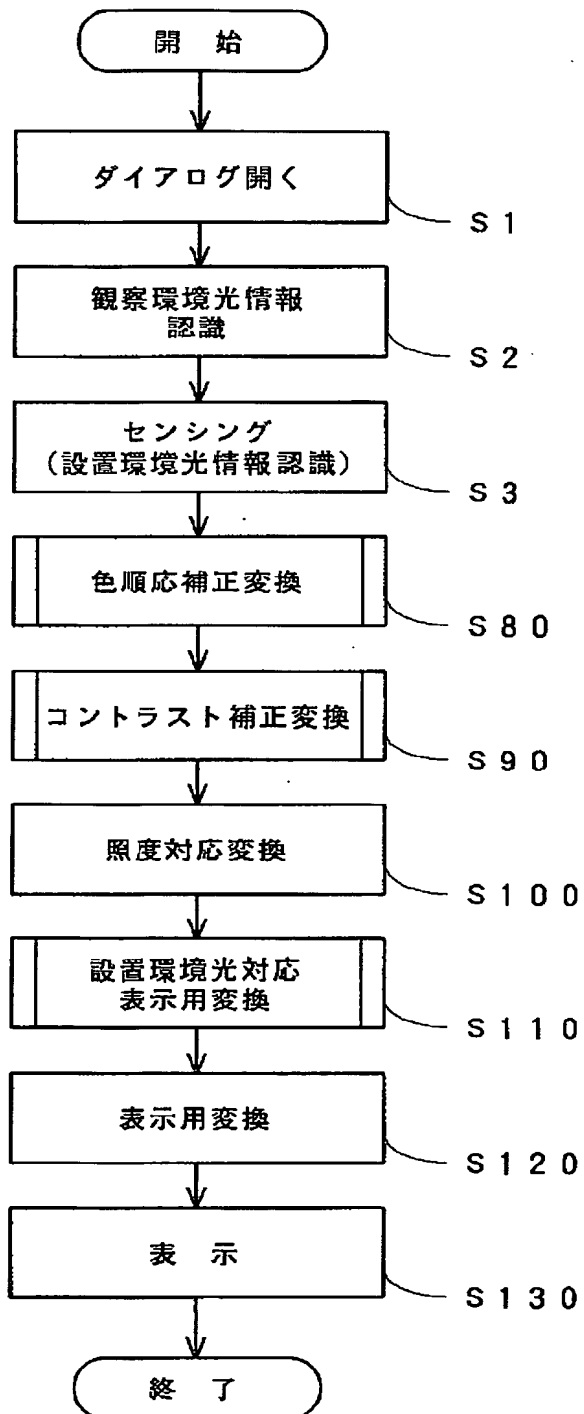 開 始
ダイアログ開く
S1
観察環境光情報
認識
S2
センシング
(設置環境光情報認識)
S3
色順応補正変換
S80
コントラスト補正変換
S90
照度対応変換
S100
設置環境光対応
表示用変換
S110
表示用変換
S120
表 示
S130
終 了